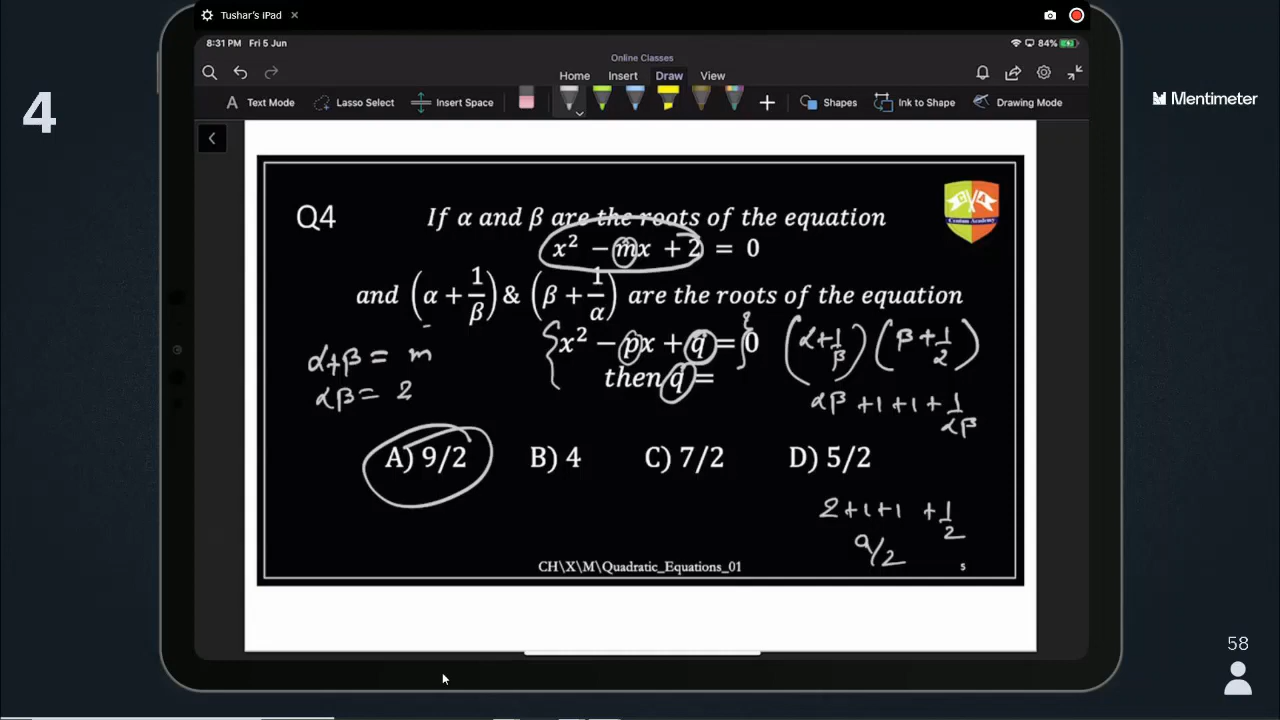 Tushar's iPad ×
8:31 PM Fri 5 Jun
84%
Online Classes
Home Insert Draw View
Text Mode Lasso Select Insert Space Shapes Ink to Shape Drawing Mode
4
Mentimeter
Q4
If α and β are the roots of the equation
x² − mx + 2 = 0
and (α + 1/β) & (β + 1/α) are the roots of the equation
x² − px + q = 0
then q =
α+β = m
αβ = 2
(α+1/β) (β+1/2)
αβ +1+1+1/αβ
A) 9/2 B) 4 C) 7/2 D) 5/2
2+1+1 +1/2
9/2
CH\X\M\Quadratic_Equations_01
5
58